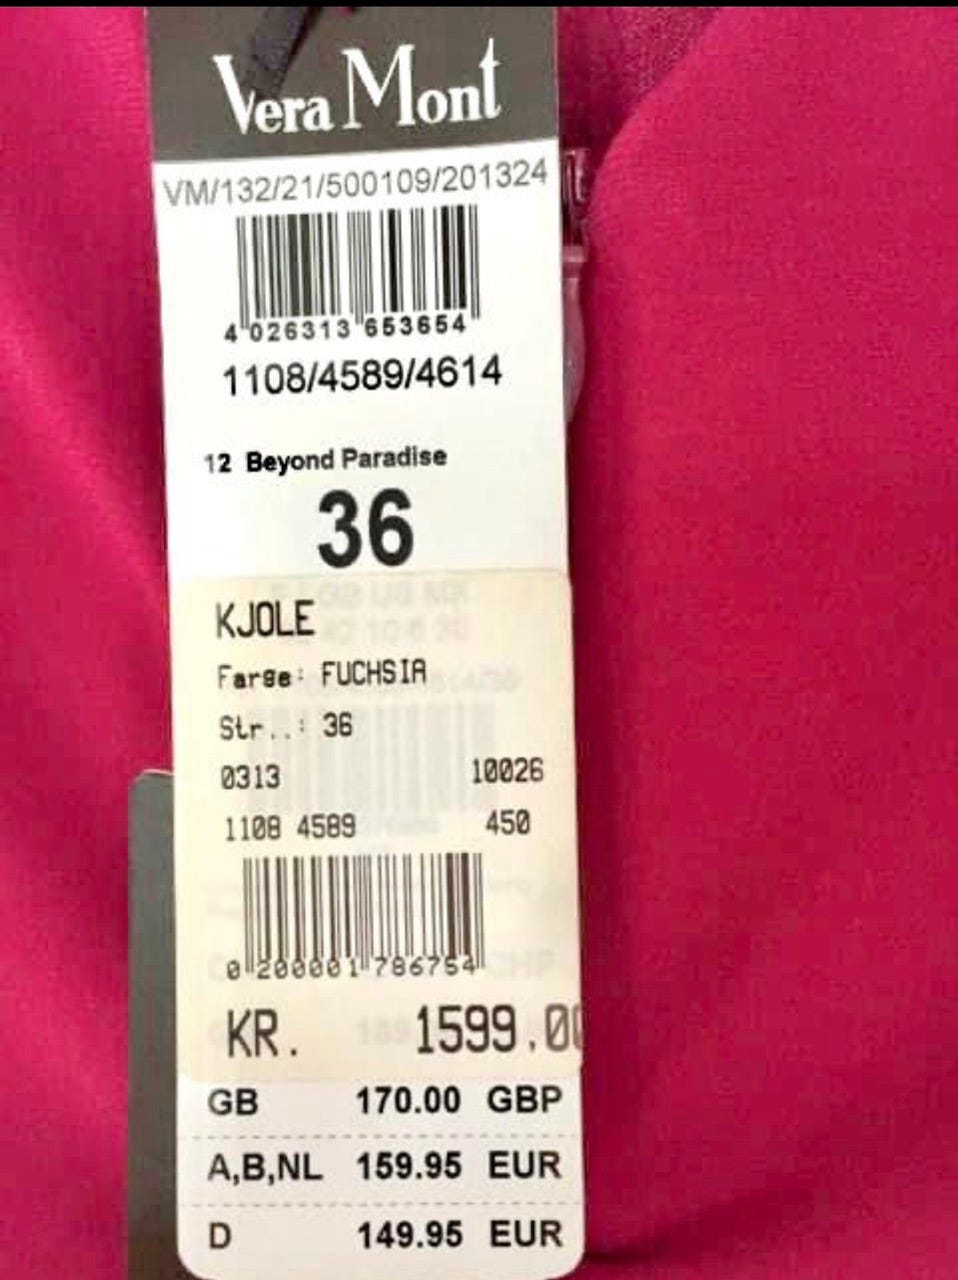 Vera Mont
VM/132/21/500109/201324
4 026313 653654
1108/4589/4614
12 Beyond Paradise
36
KJOLE
Farge: FUCHSIA
Str..: 36
0313 10026
1108 4589 450
0 200001 786754
KR. 1599.00
GB 170.00 GBP
A,B,NL 159.95 EUR
D 149.95 EUR